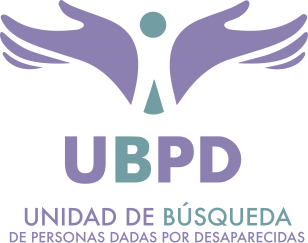 UBPD
UNIDAD DE BÚSQUEDA
DE PERSONAS DADAS POR DESAPARECIDAS